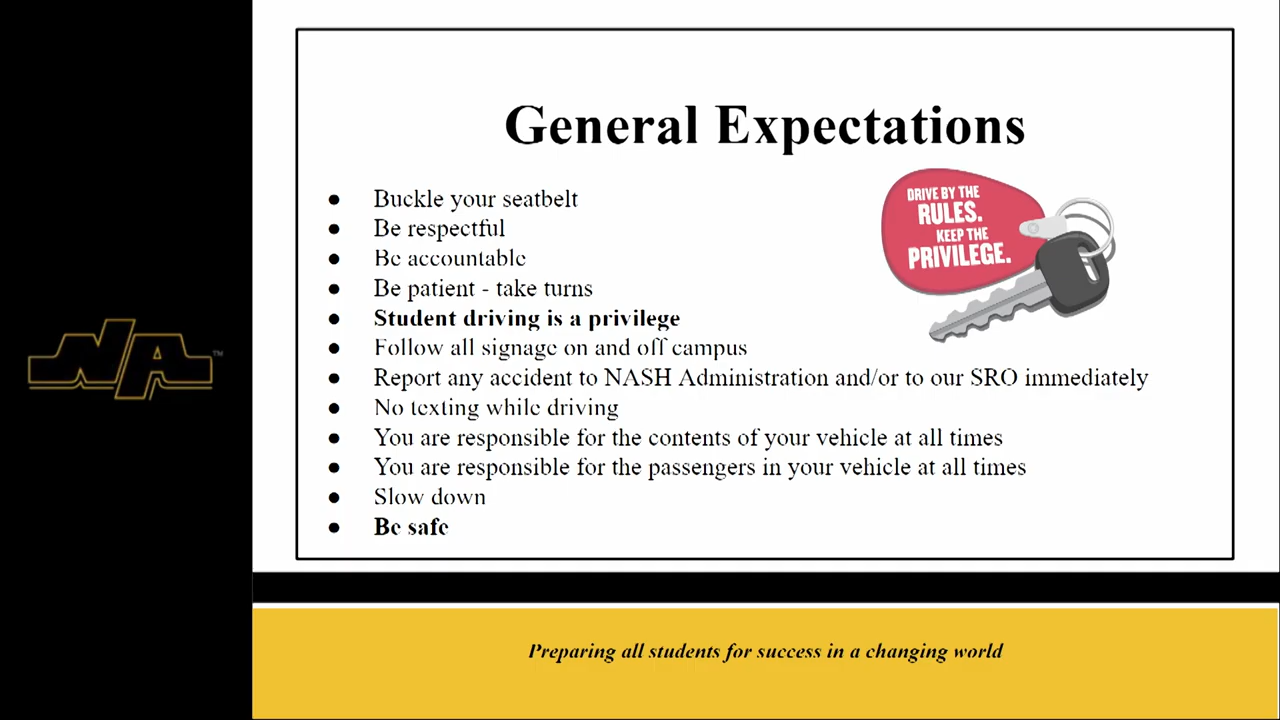 General Expectations
DRIVE BY THE
RULES.
KEEP THE
PRIVILEGE.
● Buckle your seatbelt
● Be respectful
● Be accountable
● Be patient - take turns
● Student driving is a privilege
● Follow all signage on and off campus
● Report any accident to NASH Administration and/or to our SRO immediately
● No texting while driving
● You are responsible for the contents of your vehicle at all times
● You are responsible for the passengers in your vehicle at all times
● Slow down
● Be safe
NA™
Preparing all students for success in a changing world